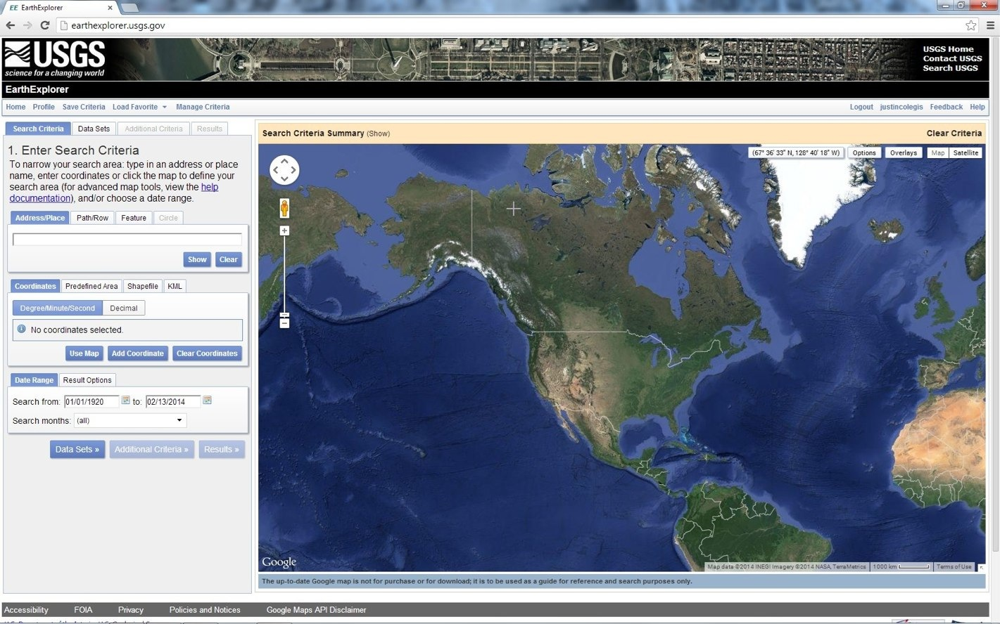 EE EarthExplorer
earthexplorer.usgs.gov
USGS
science for a changing world
USGS Home
Contact USGS
Search USGS
EarthExplorer
Home Profile Save Criteria Load Favorite Manage Criteria
Logout justincolegis Feedback Help
Search Criteria Data Sets Additional Criteria Results
1. Enter Search Criteria
To narrow your search area: type in an address or place
name, enter coordinates or click the map to define your
search area (for advanced map tools, view the help
documentation), and/or choose a date range.
Address/Place Path/Row Feature Circle
Show Clear
Coordinates Predefined Area Shapefile KML
Degree/Minute/Second Decimal
No coordinates selected.
Use Map Add Coordinate Clear Coordinates
Date Range Result Options
Search from: 01/01/1920 to: 02/13/2014
Search months: (all)
Data Sets » Additional Criteria » Results »
Search Criteria Summary (Show)
Clear Criteria
(67° 36' 33" N, 128° 40' 18" W) Options Overlays Map Satellite
Google
Map data ©2014 INEGI Imagery ©2014 NASA, TerraMetrics 1000 km Terms of Use
The up-to-date Google map is not for purchase or for download; it is to be used as a guide for reference and search purposes only.
Accessibility FOIA Privacy Policies and Notices Google Maps API Disclaimer